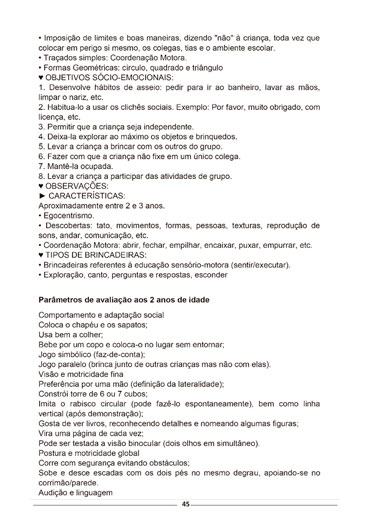 • Imposição de limites e boas maneiras, dizendo "não" à criança, toda vez que
colocar em perigo si mesmo, os colegas, tias e o ambiente escolar.
• Traçados simples: Coordenação Motora.
• Formas Geométricas: circulo, quadrado e triângulo
♥ OBJETIVOS SÓCIO-EMOCIONAIS:
1. Desenvolve hábitos de asseio: pedir para ir ao banheiro, lavar as mãos,
limpar o nariz, etc.
2. Habitua-lo a usar os clichês sociais. Exemplo: Por favor, muito obrigado, com
licença, etc.
3. Permitir que a criança seja independente.
4. Deixa-la explorar ao máximo os objetos e brinquedos.
5. Levar a criança a brincar com os outros do grupo.
6. Fazer com que a criança não fixe em um único colega.
7. Mantê-la ocupada.
8. Levar a criança a participar das atividades de grupo.
♥ OBSERVAÇÕES:
► CARACTERÍSTICAS:
Aproximadamente entre 2 e 3 anos.
• Egocentrismo.
• Descobertas: tato, movimentos, formas, pessoas, texturas, reprodução de
sons, andar, comunicação, etc.
• Coordenação Motora: abrir, fechar, empilhar, encaixar, puxar, empurrar, etc.
♥ TIPOS DE BRINCADEIRAS:
• Brincadeiras referentes à educação sensório-motora (sentir/executar).
• Exploração, canto, perguntas e respostas, esconder
Parâmetros de avaliação aos 2 anos de idade
Comportamento e adaptação social
Coloca o chapéu e os sapatos;
Usa bem a colher;
Bebe por um copo e coloca-o no lugar sem entornar;
Jogo simbólico (faz-de-conta);
Jogo paralelo (brinca junto de outras crianças mas não com elas).
Visão e motricidade fina
Preferência por uma mão (definição da lateralidade);
Constrói torre de 6 ou 7 cubos;
Imita o rabisco circular (pode fazê-lo espontaneamente), bem como linha
vertical (após demonstração);
Gosta de ver livros, reconhecendo detalhes e nomeando algumas figuras;
Vira uma página de cada vez;
Pode ser testada a visão binocular (dois olhos em simultâneo).
Postura e motricidade global
Corre com segurança evitando obstáculos;
Sobe e desce escadas com os dois pés no mesmo degrau, apoiando-se no
corrimão/parede.
Audição e linguagem
45